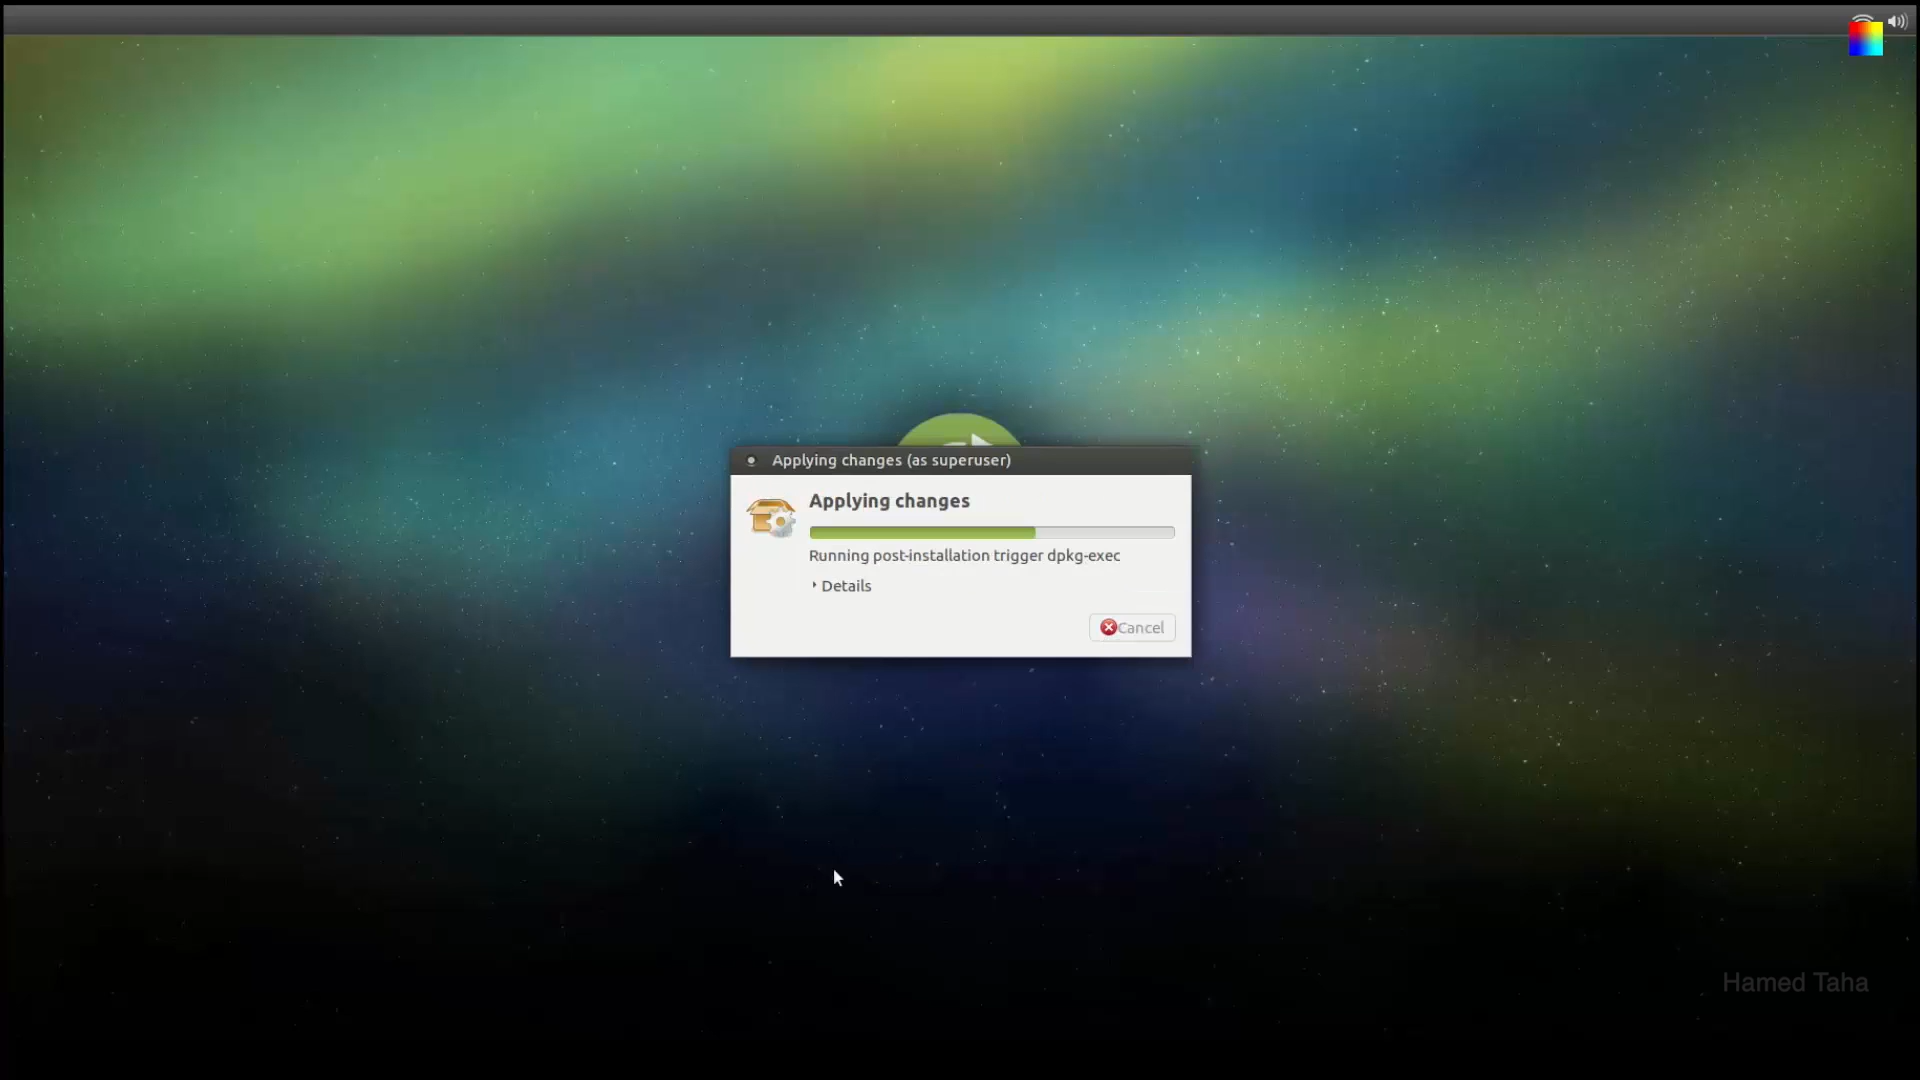 Applying changes (as superuser)
Applying changes
Running post-installation trigger dpkg-exec
Details
Cancel
Hamed Taha